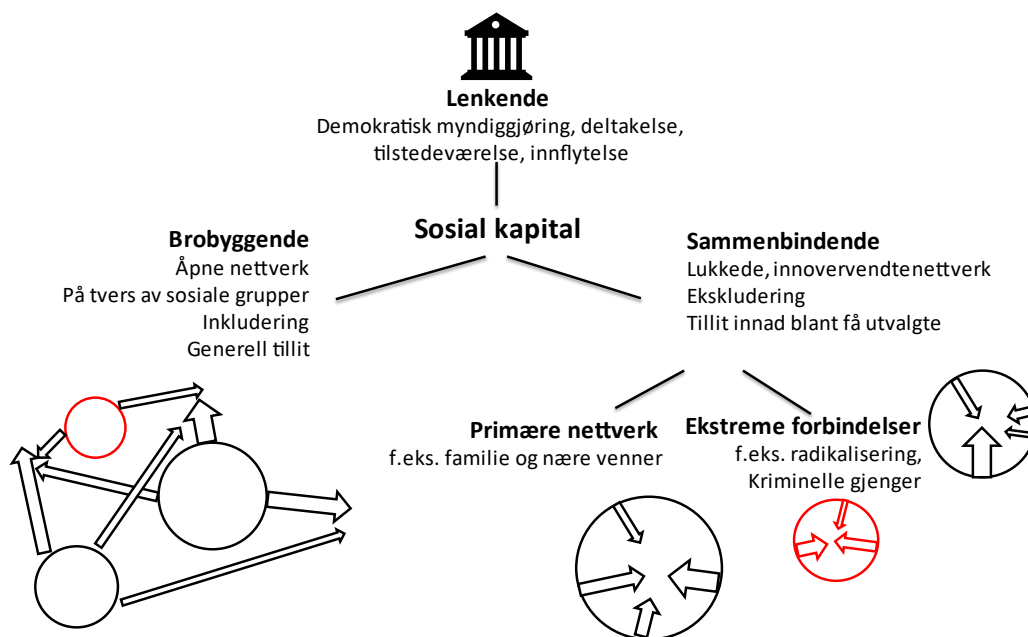 Lenkende
Demokratisk myndiggjøring, deltakelse,
tilstedeværelse, innflytelse
Sosial kapital
Brobyggende
Åpne nettverk
På tvers av sosiale grupper
Inkludering
Generell tillit
Sammenbindende
Lukkede, innovervendtenettverk
Ekskludering
Tillit innad blant få utvalgte
Primære nettverk
f.eks. familie og nære venner
Ekstreme forbindelser
f.eks. radikalisering,
Kriminelle gjenger